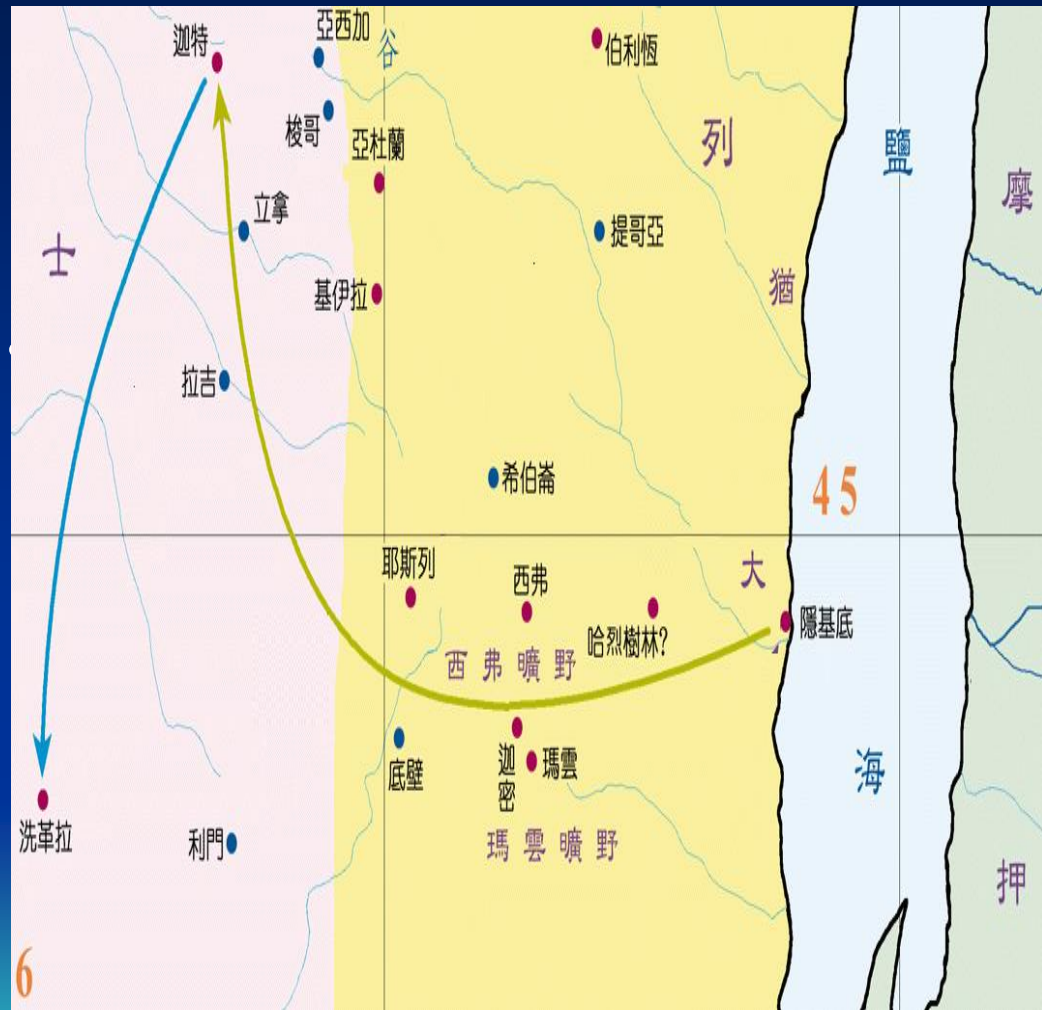 迦特
亞西加
谷
伯利恆
梭哥
亞杜蘭
列
鹽
摩
立拿
提哥亞
士
基伊拉
猶
拉吉
希伯崙
45
耶斯列
西弗
大
哈烈樹林?
隱基底
西弗曠野
底壁
迦密
瑪雲
海
洗革拉
利門
瑪雲曠野
押
6